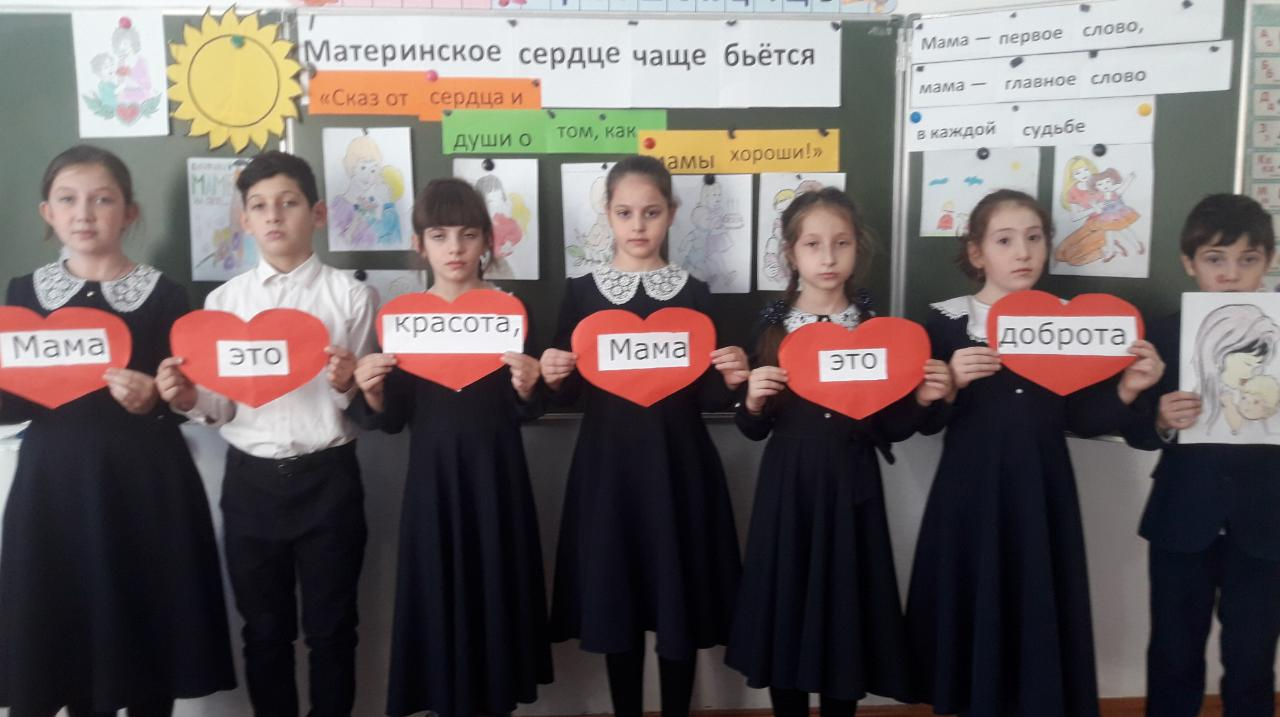 Материнское сердце чаще бьётся
«Сказ от сердца и
души о том, как
мамы хороши!»
Мама — первое слово,
мама — главное слово
в каждой судьбе
Мама
это
красота,
Мама
это
доброта